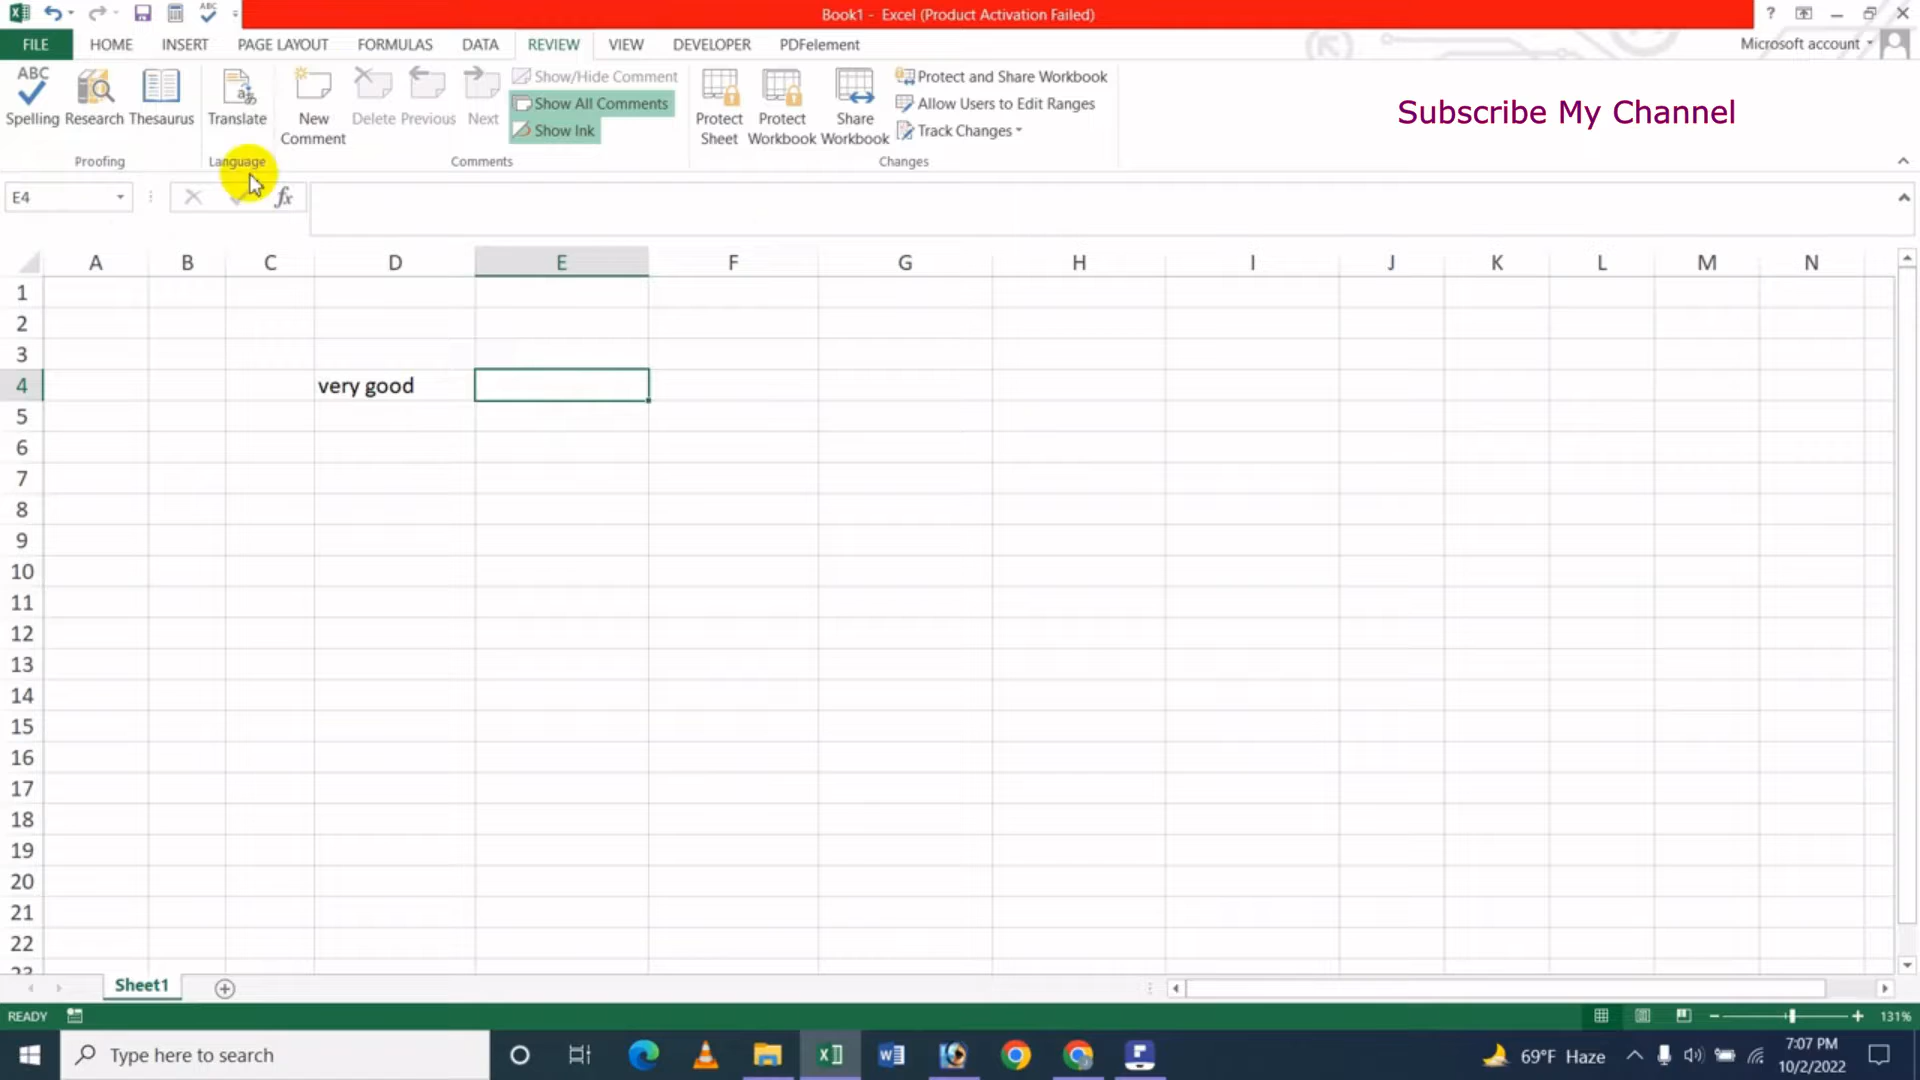 Book1 - Excel (Product Activation Failed)
?
FILE HOME INSERT PAGE LAYOUT FORMULAS DATA REVIEW VIEW DEVELOPER PDFelement Microsoft account
ABC
Spelling Research Thesaurus Translate New Comment Delete Previous Next
Show/Hide Comment
Show All Comments
Show Ink
Protect Sheet Protect Workbook Share Workbook
Protect and Share Workbook
Allow Users to Edit Ranges
Track Changes
Subscribe My Channel
Proofing Language Comments Changes
E4 fx
A B C D E F G H I J K L M N
1
2
3
4 very good
5
6
7
8
9
10
11
12
13
14
15
16
17
18
19
20
21
22
23
Sheet1
READY 131%
Type here to search 69°F Haze 7:07 PM
10/2/2022